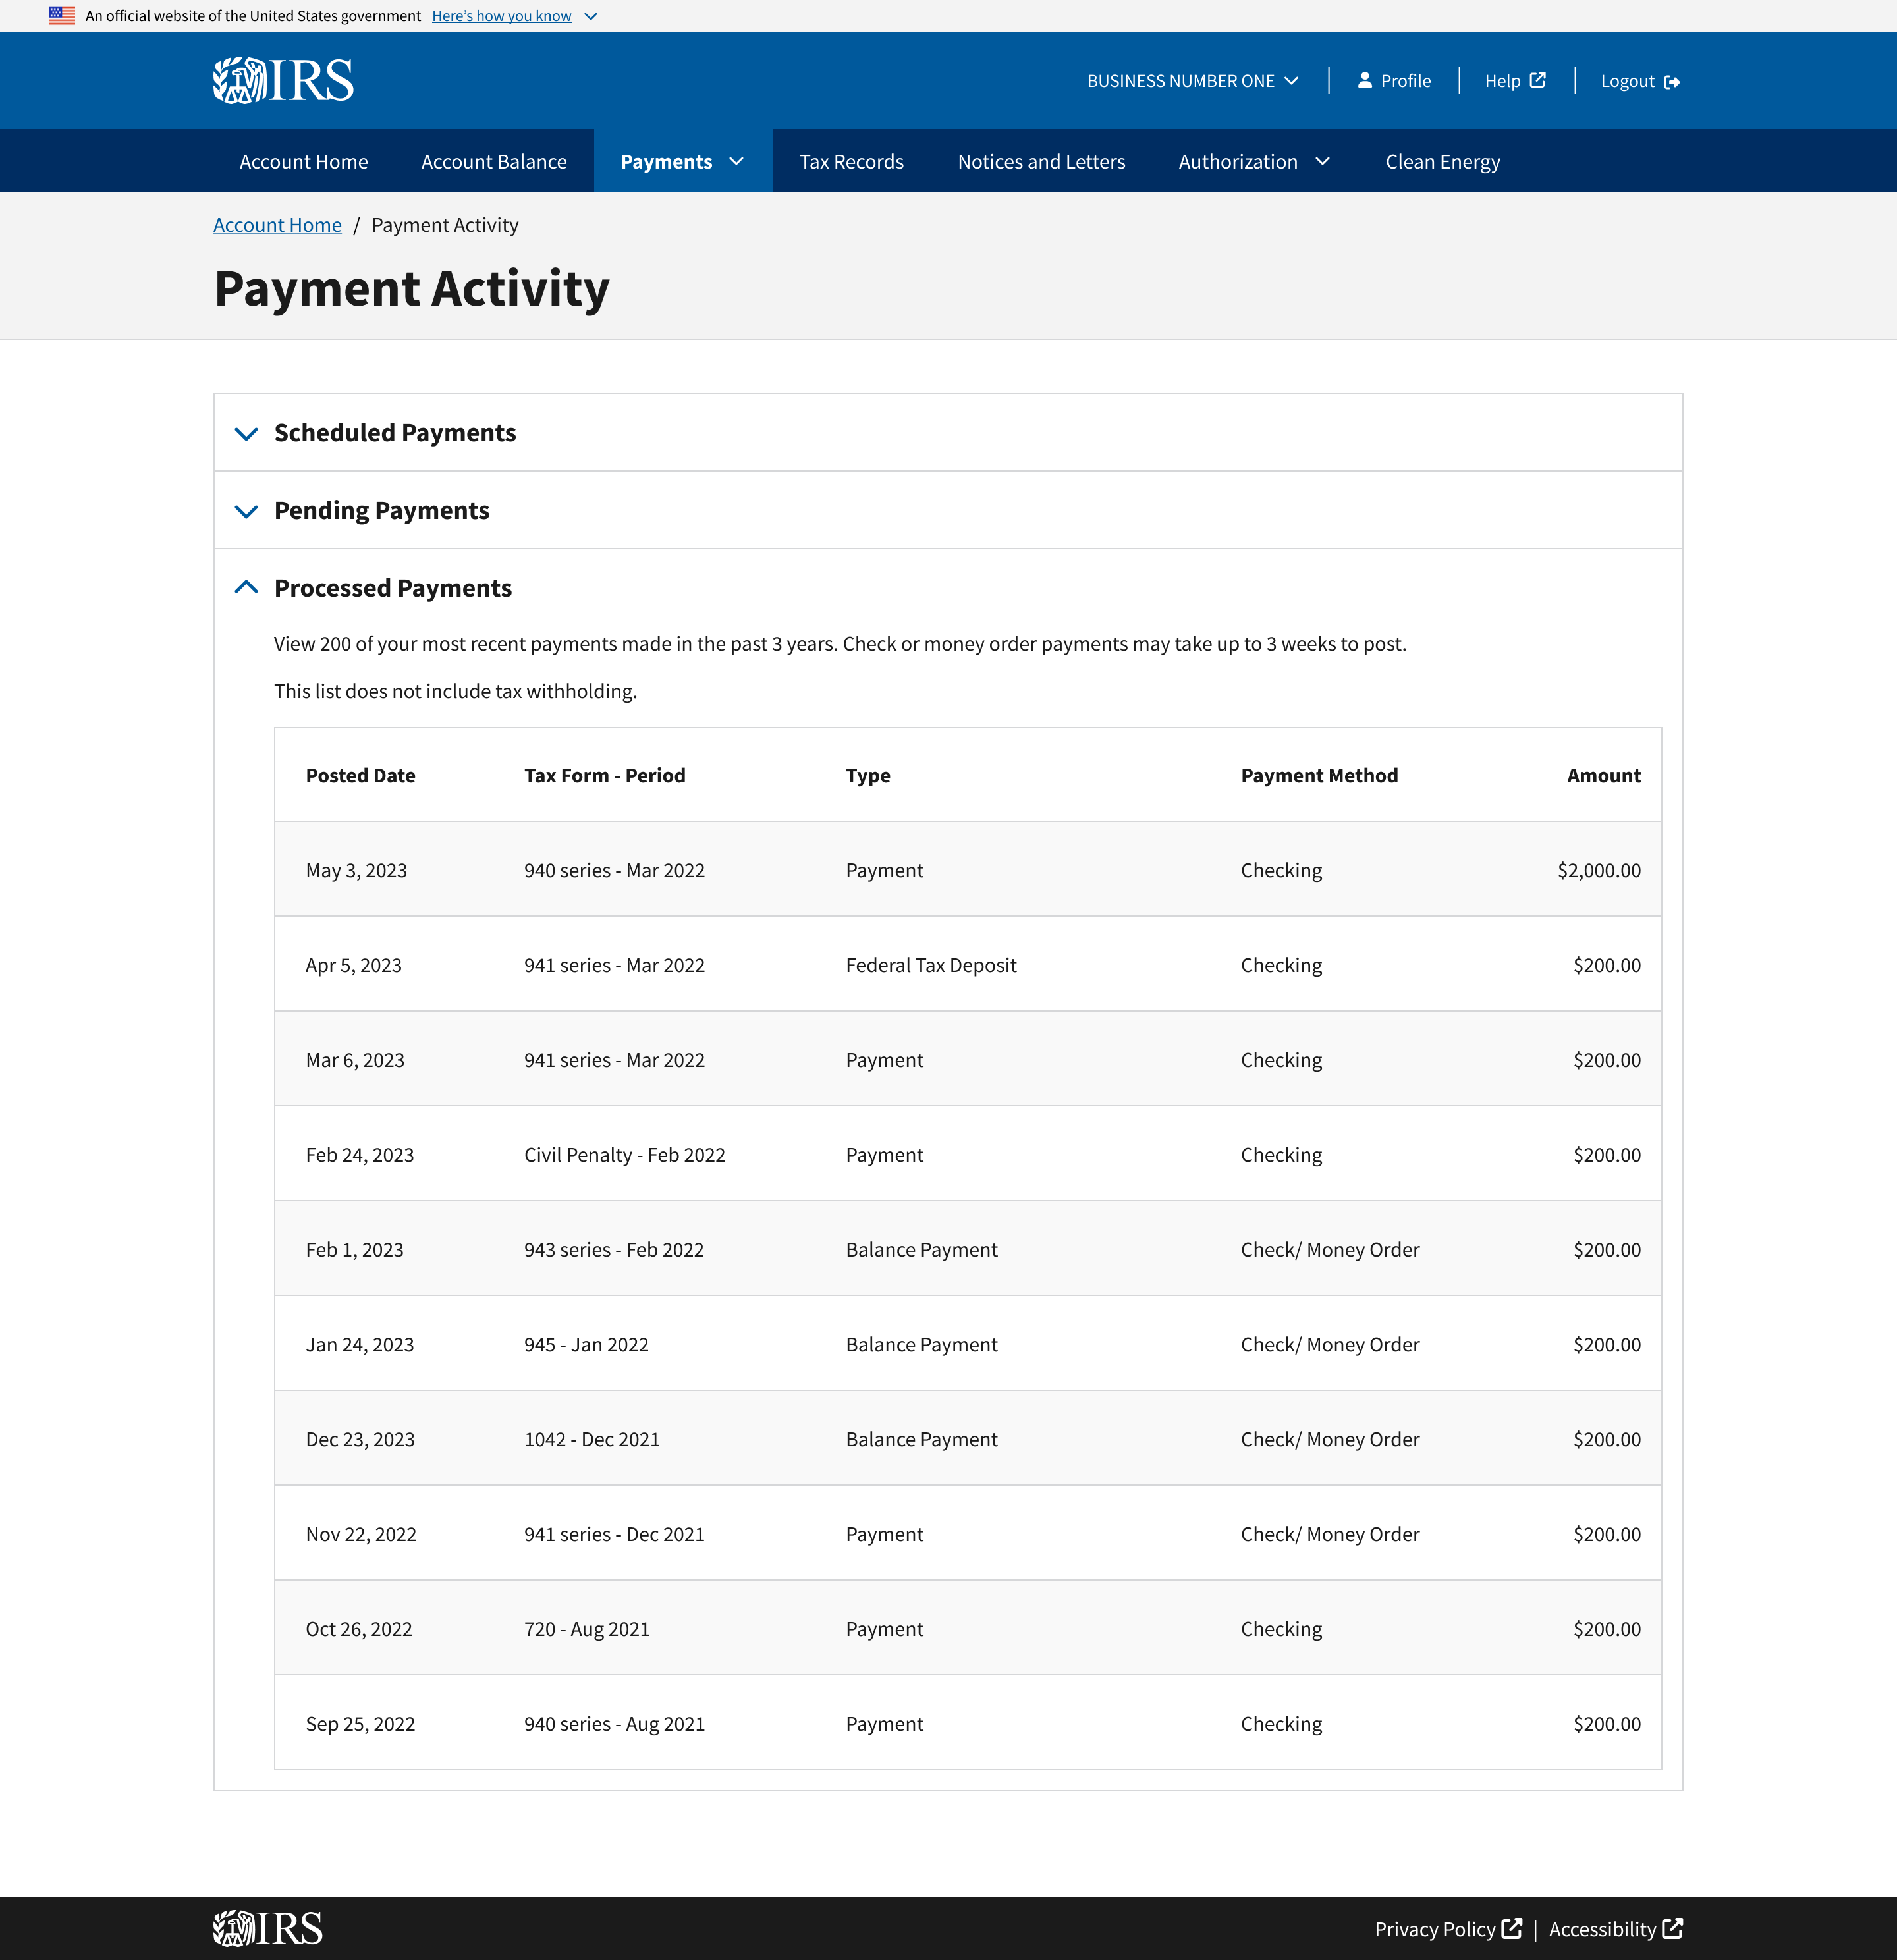 An official website of the United States government Here's how you know
IRS
BUSINESS NUMBER ONE Profile Help Logout
Account Home Account Balance Payments Tax Records Notices and Letters Authorization Clean Energy
Account Home / Payment Activity
Payment Activity
Scheduled Payments
Pending Payments
Processed Payments
View 200 of your most recent payments made in the past 3 years. Check or money order payments may take up to 3 weeks to post.
This list does not include tax withholding.
Posted Date Tax Form - Period Type Payment Method Amount
May 3, 2023 940 series - Mar 2022 Payment Checking $2,000.00
Apr 5, 2023 941 series - Mar 2022 Federal Tax Deposit Checking $200.00
Mar 6, 2023 941 series - Mar 2022 Payment Checking $200.00
Feb 24, 2023 Civil Penalty - Feb 2022 Payment Checking $200.00
Feb 1, 2023 943 series - Feb 2022 Balance Payment Check/ Money Order $200.00
Jan 24, 2023 945 - Jan 2022 Balance Payment Check/ Money Order $200.00
Dec 23, 2023 1042 - Dec 2021 Balance Payment Check/ Money Order $200.00
Nov 22, 2022 941 series - Dec 2021 Payment Check/ Money Order $200.00
Oct 26, 2022 720 - Aug 2021 Payment Checking $200.00
Sep 25, 2022 940 series - Aug 2021 Payment Checking $200.00
IRS
Privacy Policy | Accessibility